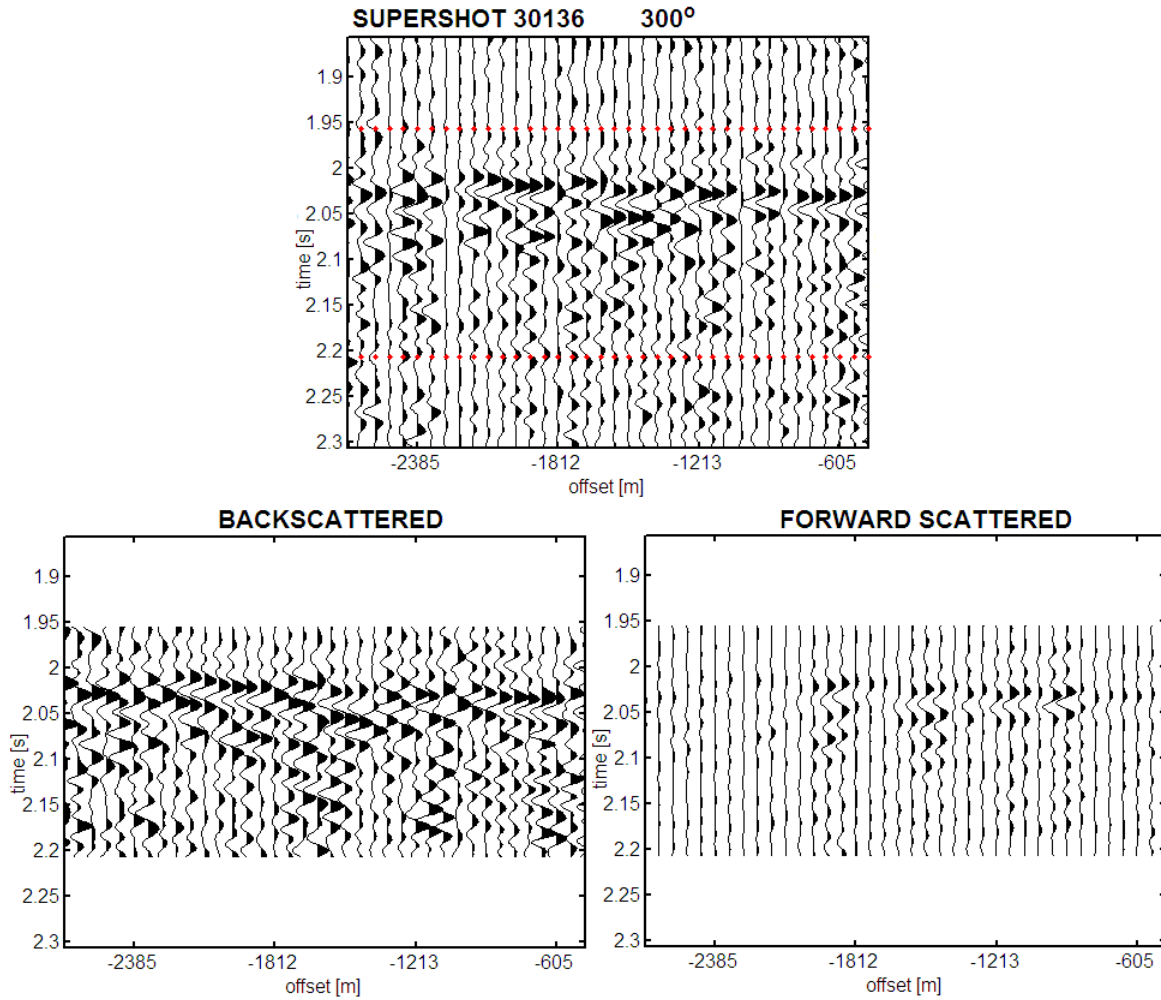 SUPERSHOT 30136 300°
1.9
1.95
2
2.05
2.1
2.15
2.2
2.25
2.3
time [s]
-2385 -1812 -1213 -605
offset [m]
BACKSCATTERED
1.9
1.95
2
2.05
2.1
2.15
2.2
2.25
2.3
time [s]
-2385 -1812 -1213 -605
offset [m]
FORWARD SCATTERED
1.9
1.95
2
2.05
2.1
2.15
2.2
2.25
2.3
time [s]
-2385 -1812 -1213 -605
offset [m]